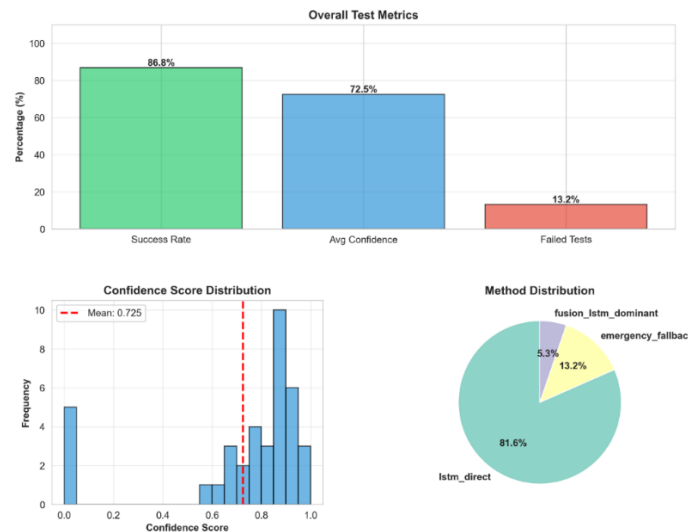 Overall Test Metrics
Percentage (%)
100
80
60
40
20
0
86.8%
72.5%
13.2%
Success Rate
Avg Confidence
Failed Tests
Confidence Score Distribution
Mean: 0.725
Frequency
10
8
6
4
2
0
0.0
0.2
0.4
0.6
0.8
1.0
Confidence Score
Method Distribution
fusion_lstm_dominant
emergency_fallbac
5.3%
13.2%
81.6%
lstm_direct